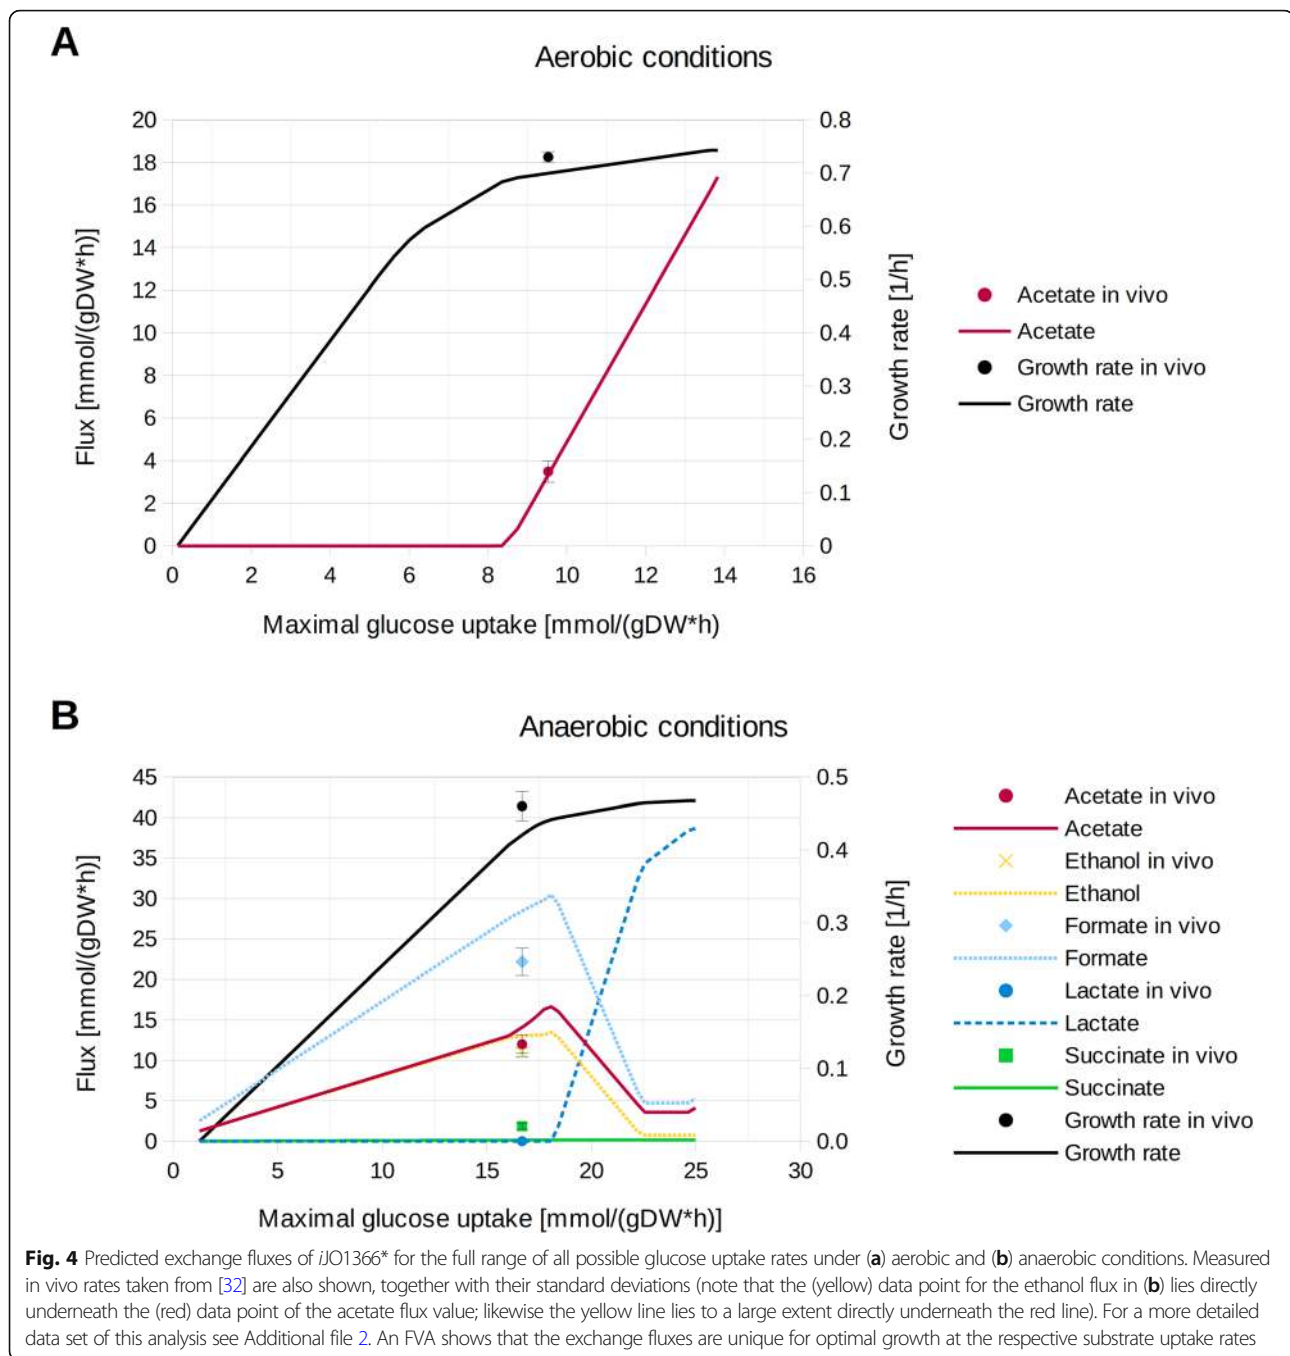 A
Aerobic conditions
20
18
16
14
12
10
8
6
4
2
0
0.8
0.7
0.6
0.5
0.4
0.3
0.2
0.1
0
0 2 4 6 8 10 12 14 16
Flux [mmol/(gDW*h)]
Growth rate [1/h]
Maximal glucose uptake [mmol/(gDW*h)
Acetate in vivo
Acetate
Growth rate in vivo
Growth rate
B
Anaerobic conditions
45
40
35
30
25
20
15
10
5
0
0.5
0.4
0.3
0.2
0.1
0.0
0 5 10 15 20 25 30
Flux [mmol/(gDW*h)]
Growth rate [1/h]
Maximal glucose uptake [mmol/(gDW*h)]
Acetate in vivo
Acetate
Ethanol in vivo
Ethanol
Formate in vivo
Formate
Lactate in vivo
Lactate
Succinate in vivo
Succinate
Growth rate in vivo
Growth rate
Fig. 4 Predicted exchange fluxes of iJO1366* for the full range of all possible glucose uptake rates under (a) aerobic and (b) anaerobic conditions. Measured
in vivo rates taken from [32] are also shown, together with their standard deviations (note that the (yellow) data point for the ethanol flux in (b) lies directly
underneath the (red) data point of the acetate flux value; likewise the yellow line lies to a large extent directly underneath the red line). For a more detailed
data set of this analysis see Additional file 2. An FVA shows that the exchange fluxes are unique for optimal growth at the respective substrate uptake rates